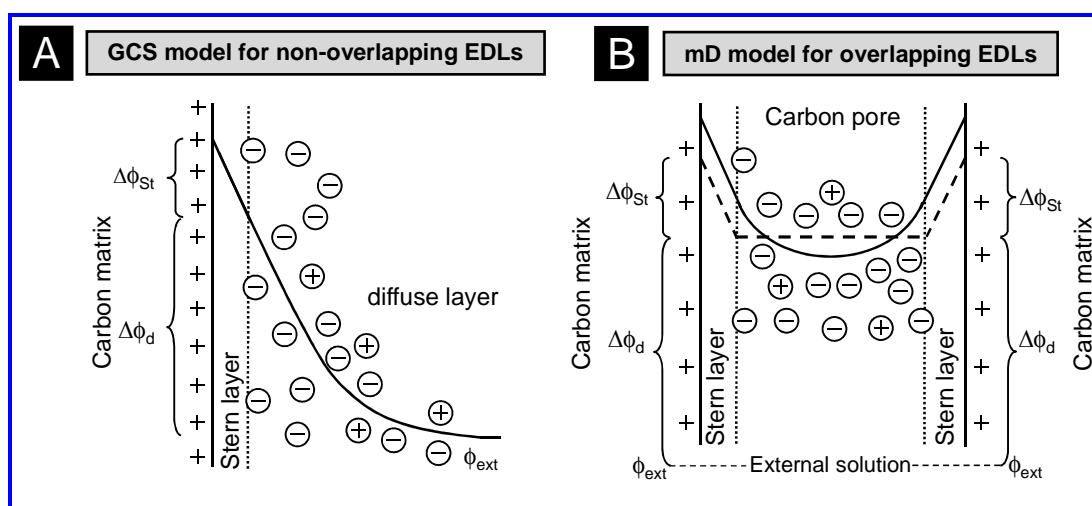 A
GCS model for non-overlapping EDLs
ΔϕSt
Δϕd
Carbon matrix
Stern layer
diffuse layer
ϕext
B
mD model for overlapping EDLs
Carbon pore
ΔϕSt
ΔϕSt
Carbon matrix
Carbon matrix
Δϕd
Δϕd
Stern layer
Stern layer
ϕext
External solution
ϕext